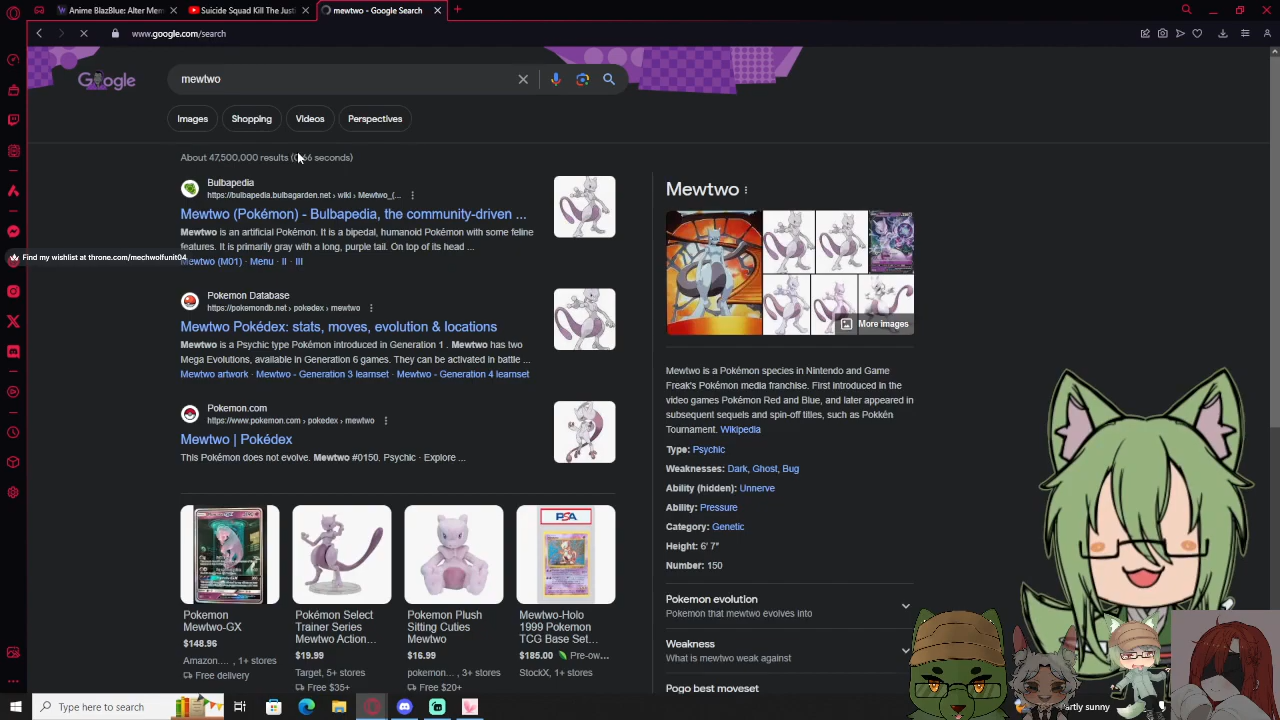 Anime BlazBlue: Alter Mem
Suicide Squad Kill The Justi
mewtwo - Google Search
www.google.com/search
Google
mewtwo
Images
Shopping
Videos
Perspectives
About 47,500,000 results (0.66 seconds)
Bulbapedia
https://bulbapedia.bulbagarden.net › wiki › Mewtwo_(...
Mewtwo (Pokémon) - Bulbapedia, the community-driven ...
Mewtwo is an artificial Pokémon. It is a bipedal, humanoid Pokémon with some feline
features. It is primarily gray with a long, purple tail. On top of its head ...
Mewtwo (M01) · Menu · II · III
Find my wishlist at throne.com/mechwolfunit04
Pokemon Database
https://pokemondb.net › pokedex › mewtwo
Mewtwo Pokédex: stats, moves, evolution & locations
Mewtwo is a Psychic type Pokémon introduced in Generation 1 . Mewtwo has two
Mega Evolutions, available in Generation 6 games. They can be activated in battle ...
Mewtwo artwork · Mewtwo - Generation 3 learnset · Mewtwo - Generation 4 learnset
Pokemon.com
https://www.pokemon.com › pokedex › mewtwo
Mewtwo | Pokédex
This Pokémon does not evolve. Mewtwo #0150. Psychic · Explore ...
PSA
Pokemon
Mewtwo-GX
$148.96
Amazon.... , 1+ stores
Free delivery
Pokémon Select
Trainer Series
Mewtwo Action...
$19.99
Target, 5+ stores
Free $35+
Pokemon Plush
Sitting Cuties
Mewtwo
$16.99
pokemon... , 3+ stores
Free $20+
Mewtwo-Holo
1999 Pokemon
TCG Base Set...
$185.00 Pre-ow...
StockX, 1+ stores
Mewtwo
More Images
Mewtwo is a Pokémon species in Nintendo and Game
Freak's Pokémon media franchise. First introduced in the
video games Pokémon Red and Blue, and later appeared in
subsequent sequels and spin-off titles, such as Pokkén
Tournament. Wikipedia
Type: Psychic
Weaknesses: Dark, Ghost, Bug
Ability (hidden): Unnerve
Ability: Pressure
Category: Genetic
Height: 6′ 7″
Number: 150
Pokemon evolution
Pokemon that mewtwo evolves into
Weakness
What is mewtwo weak against
Pogo best moveset
Type here to search
artly sunny